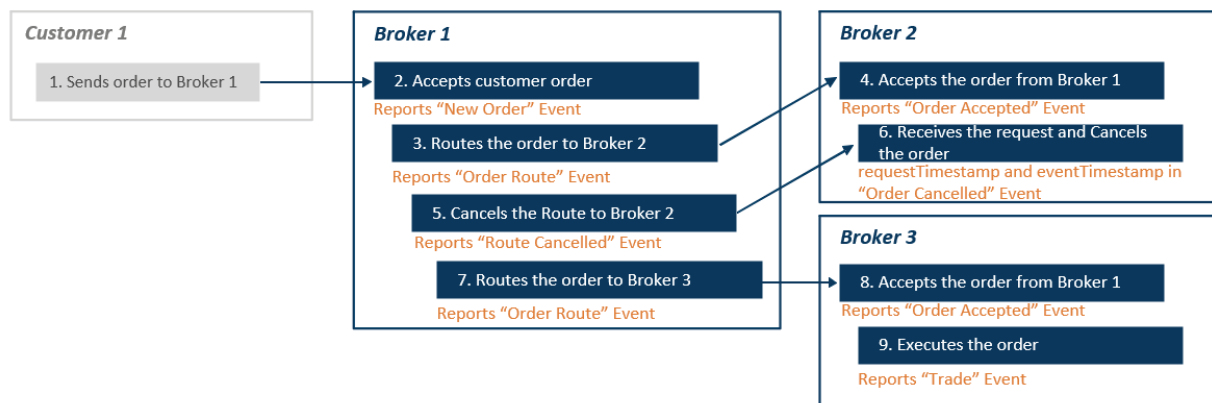 Customer 1
1. Sends order to Broker 1
Broker 1
2. Accepts customer order
Reports “New Order” Event
3. Routes the order to Broker 2
Reports “Order Route” Event
5. Cancels the Route to Broker 2
Reports “Route Cancelled” Event
7. Routes the order to Broker 3
Reports “Order Route” Event
Broker 2
4. Accepts the order from Broker 1
Reports “Order Accepted” Event
6. Receives the request and Cancels
the order
requestTimestamp and eventTimestamp in
“Order Cancelled” Event
Broker 3
8. Accepts the order from Broker 1
Reports “Order Accepted” Event
9. Executes the order
Reports “Trade” Event